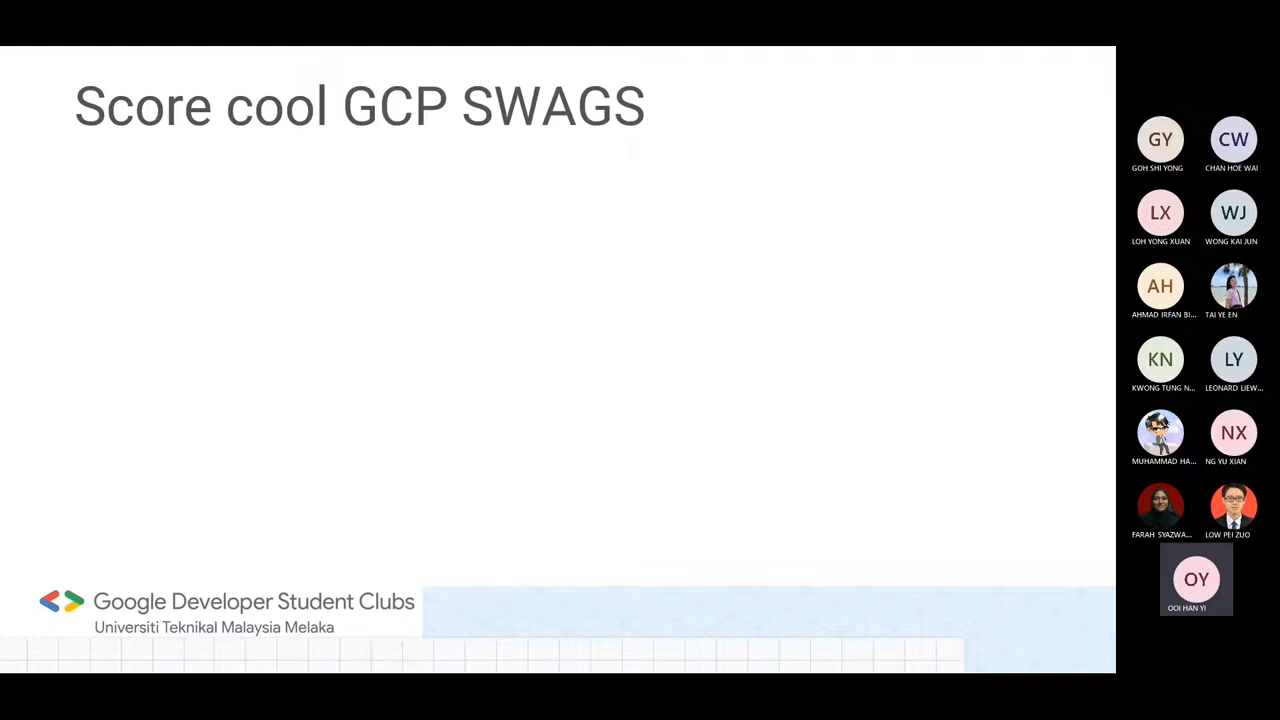 Score cool GCP SWAGS
Google Developer Student Clubs
Universiti Teknikal Malaysia Melaka
GY
CW
GOH SHI YONG
CHAN HOE WAI
LX
WJ
LOH YONG XUAN
WONG KAI JUN
AH
AHMAD IRFAN BI...
TAI YE EN
KN
LY
KWONG TUNG N...
LEONARD LIEW...
NX
MUHAMMAD HA...
NG YU XIAN
FARAH SYAZWA...
LOW PEI ZUO
OY
OOI HAN YI